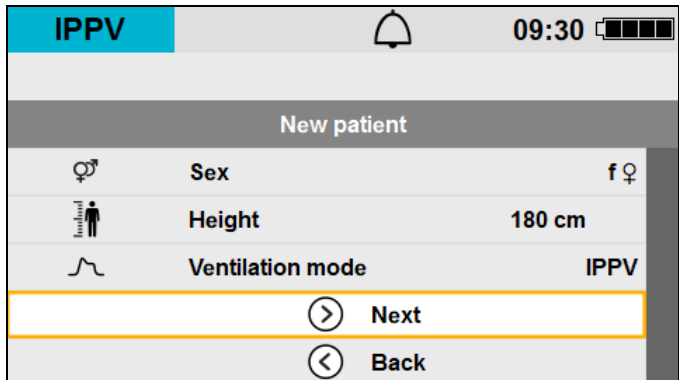 IPPV 09:30
New patient
Sex f ♀
Height 180 cm
Ventilation mode IPPV
Next
Back